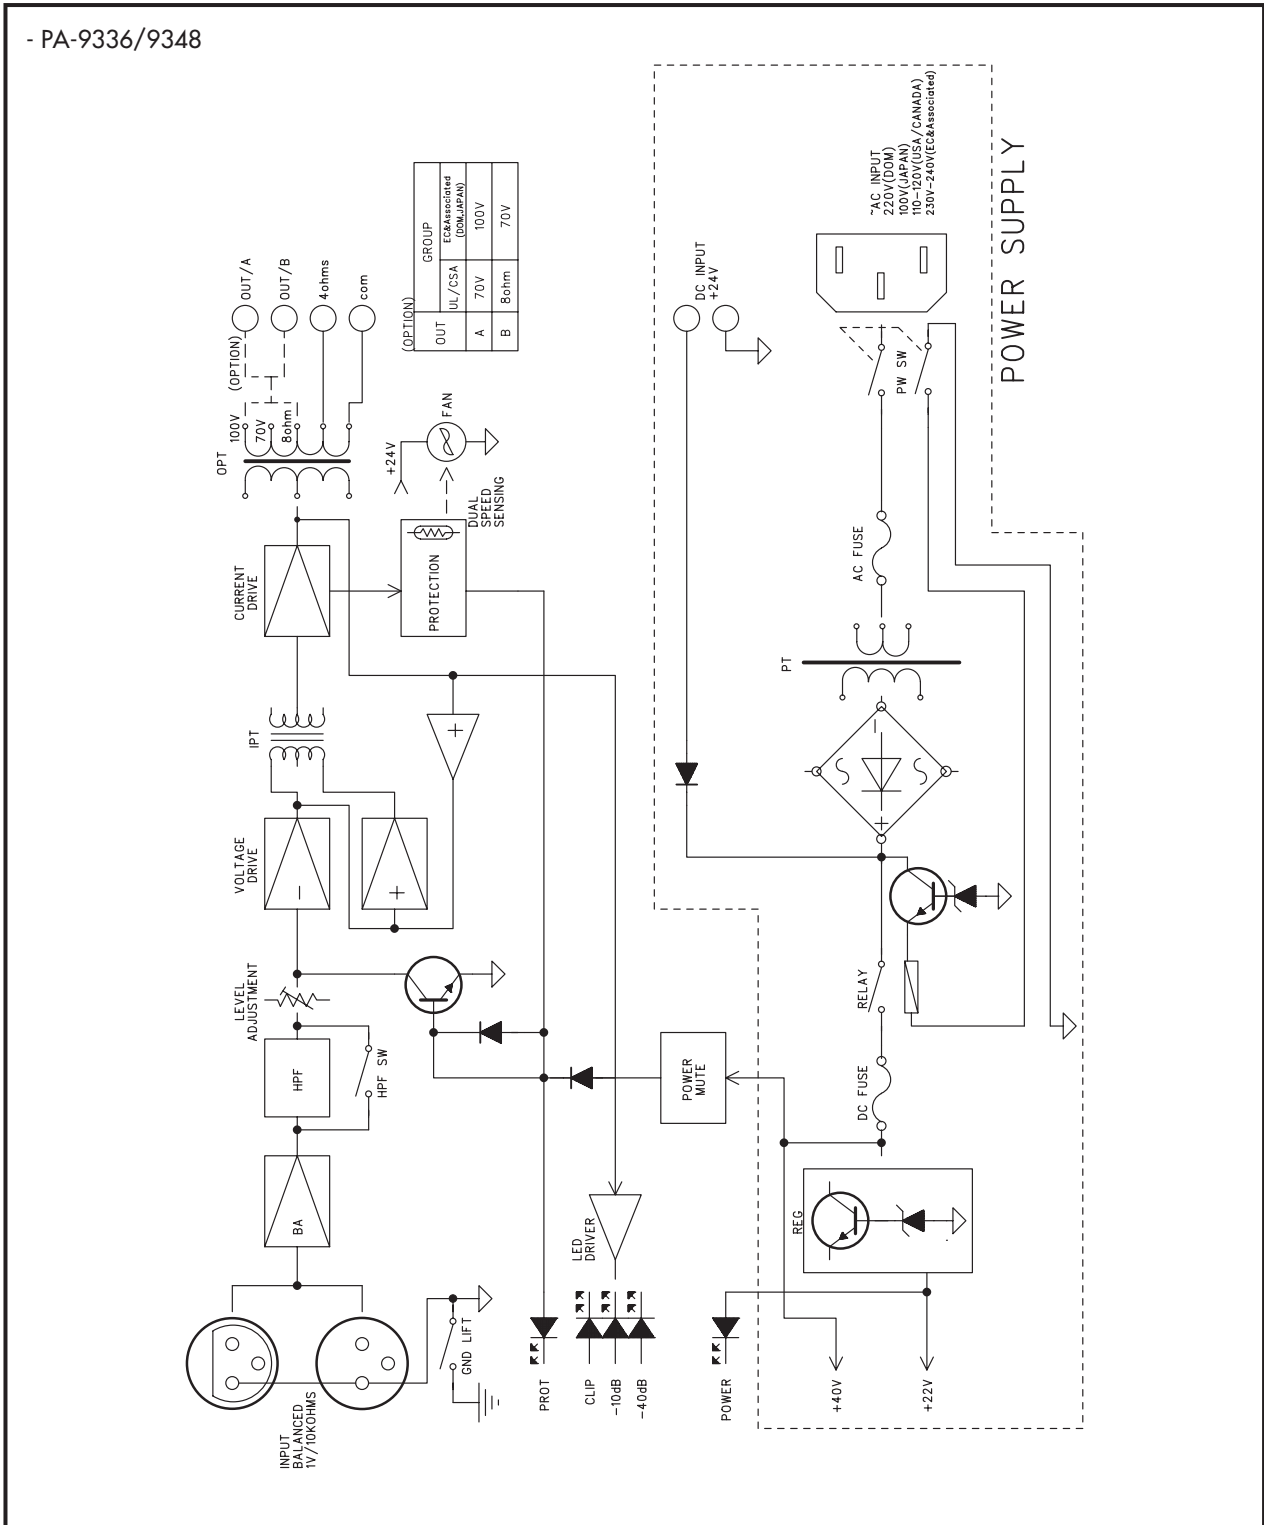 - PA-9336/9348
INPUT
BALANCED
1V/10KOHMS
BA
HPF
HPF SW
LEVEL
ADJUSTMENT
VOLTAGE
DRIVE
−
+
+
IPT
CURRENT
DRIVE
OPT
100V
70V
8ohm
(OPTION)
OUT/A
OUT/B
4ohms
com
GND LIFT
PROTECTION
DUAL
SPEED
SENSING
+24V
FAN
(OPTION)
OUT
GROUP
UL/CSA
EC&Associated
(DOM,JAPAN)
A
70V
100V
B
8ohm
70V
PROT
CLIP
-10dB
-40dB
LED
DRIVER
POWER
POWER
MUTE
+40V
+22V
REG
DC FUSE
RELAY
+
−
PT
AC FUSE
PW SW
DC INPUT
+24V
~AC INPUT
220V(DOM)
100V(JAPAN)
110-120V(USA/CANADA)
230V-240V(EC&Associated)
POWER SUPPLY